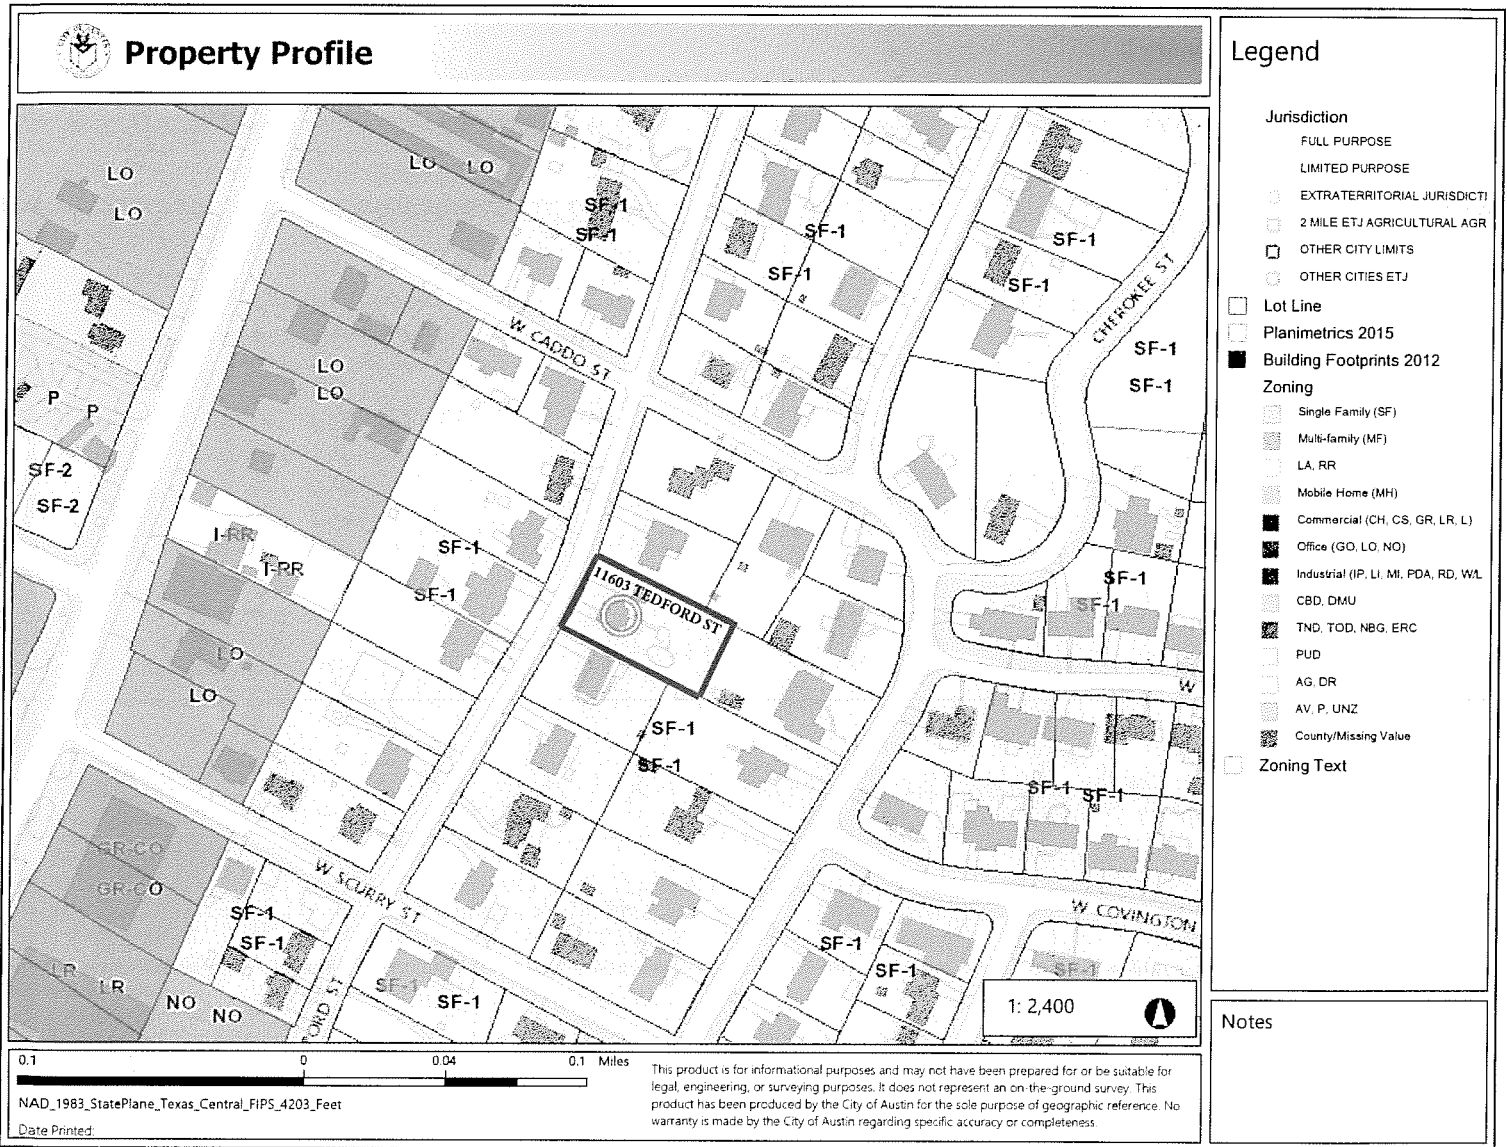 Property Profile
LO
LO
LO LO
SF-1
SF-1
SF-1
SF-1
SF-1
SF-1
CHEROKEE ST
SF-1
SF-1
W CADDO ST
LO
LO
P
P
SF-2
SF-2
I-RR
I-RR
SF-1
SF-1
11603 TEDFORD ST
SF-1
SF-1
W
LO
LO
SF-1
SF-1
SF-1
SF-1
GR-CO
GR-CO
W SCURRY ST
W COVINGTON
SF-1
SF-1
SF-1
SF-1
SF-1
SF-1
SF-1
LR
LR
NO
NO
ORD ST
1: 2,400
0.1 0 0.04 0.1 Miles
NAD_1983_StatePlane_Texas_Central_FIPS_4203_Feet
Date Printed:
This product is for informational purposes and may not have been prepared for or be suitable for
legal, engineering, or surveying purposes. It does not represent an on-the-ground survey. This
product has been produced by the City of Austin for the sole purpose of geographic reference. No
warranty is made by the City of Austin regarding specific accuracy or completeness.
Legend
Jurisdiction
FULL PURPOSE
LIMITED PURPOSE
EXTRATERRITORIAL JURISDICTI
2 MILE ETJ AGRICULTURAL AGR
OTHER CITY LIMITS
OTHER CITIES ETJ
Lot Line
Planimetrics 2015
Building Footprints 2012
Zoning
Single Family (SF)
Multi-family (MF)
LA, RR
Mobile Home (MH)
Commercial (CH, CS, GR, LR, L)
Office (GO, LO, NO)
Industrial (IP, LI, MI, PDA, RD, W/L
CBD, DMU
TND, TOD, NBG, ERC
PUD
AG, DR
AV, P, UNZ
County/Missing Value
Zoning Text
Notes